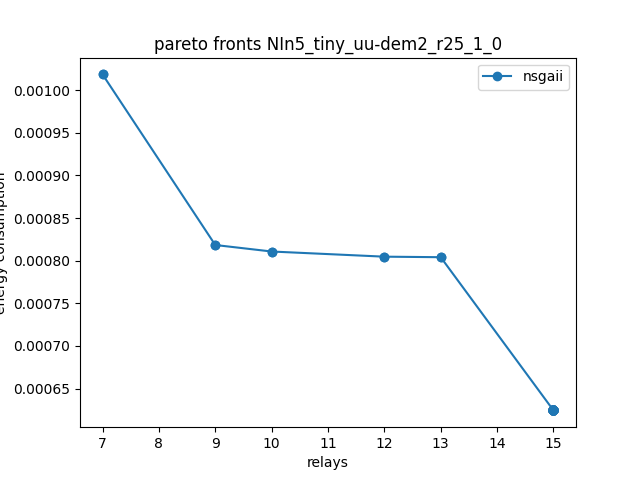 pareto fronts NIn5_tiny_uu-dem2_r25_1_0
nsgaii
0.00100
0.00095
0.00090
0.00085
0.00080
0.00075
0.00070
0.00065
energy consumption
7 8 9 10 11 12 13 14 15
relays